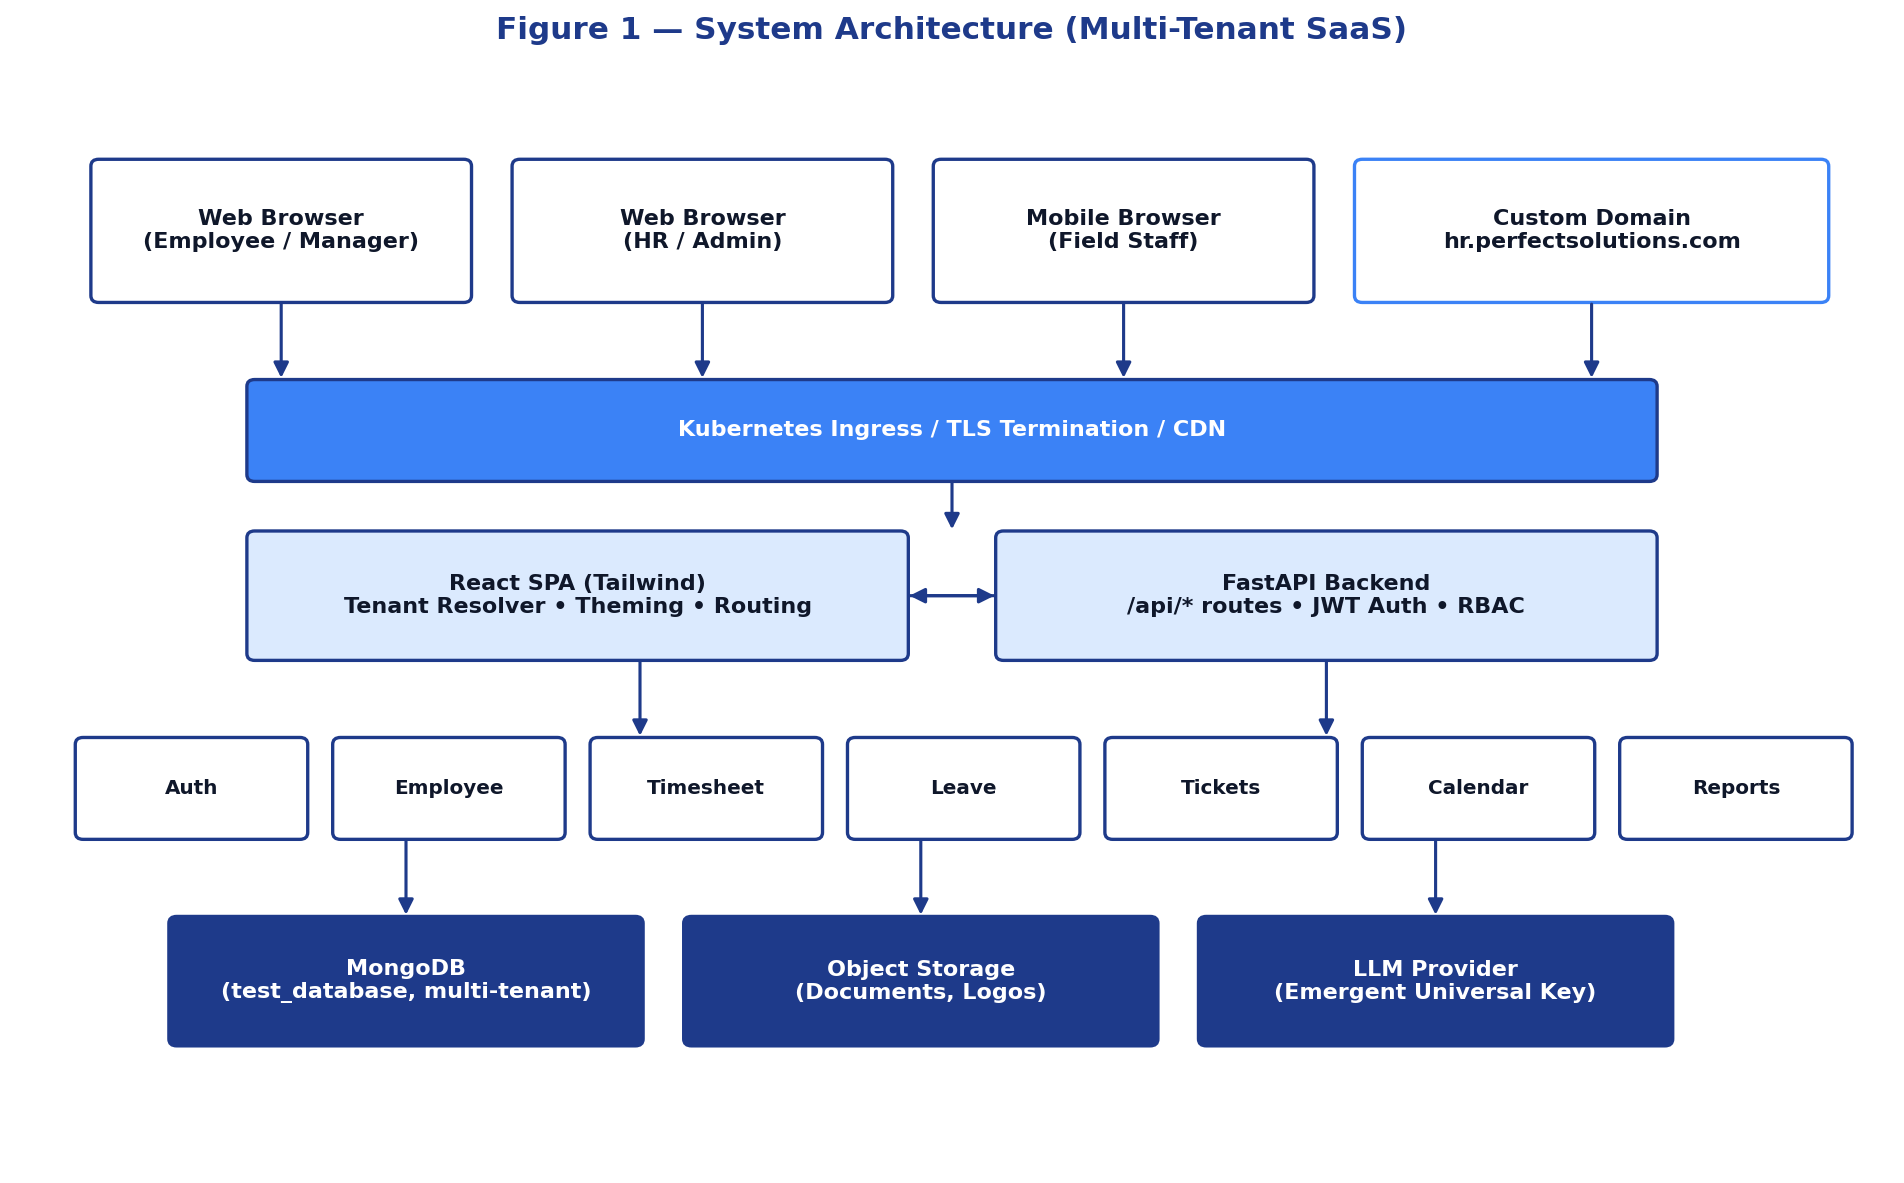 Figure 1 — System Architecture (Multi-Tenant SaaS)
Web Browser
(Employee / Manager)
Web Browser
(HR / Admin)
Mobile Browser
(Field Staff)
Custom Domain
hr.perfectsolutions.com
Kubernetes Ingress / TLS Termination / CDN
React SPA (Tailwind)
Tenant Resolver • Theming • Routing
FastAPI Backend
/api/* routes • JWT Auth • RBAC
Auth
Employee
Timesheet
Leave
Tickets
Calendar
Reports
MongoDB
(test_database, multi-tenant)
Object Storage
(Documents, Logos)
LLM Provider
(Emergent Universal Key)